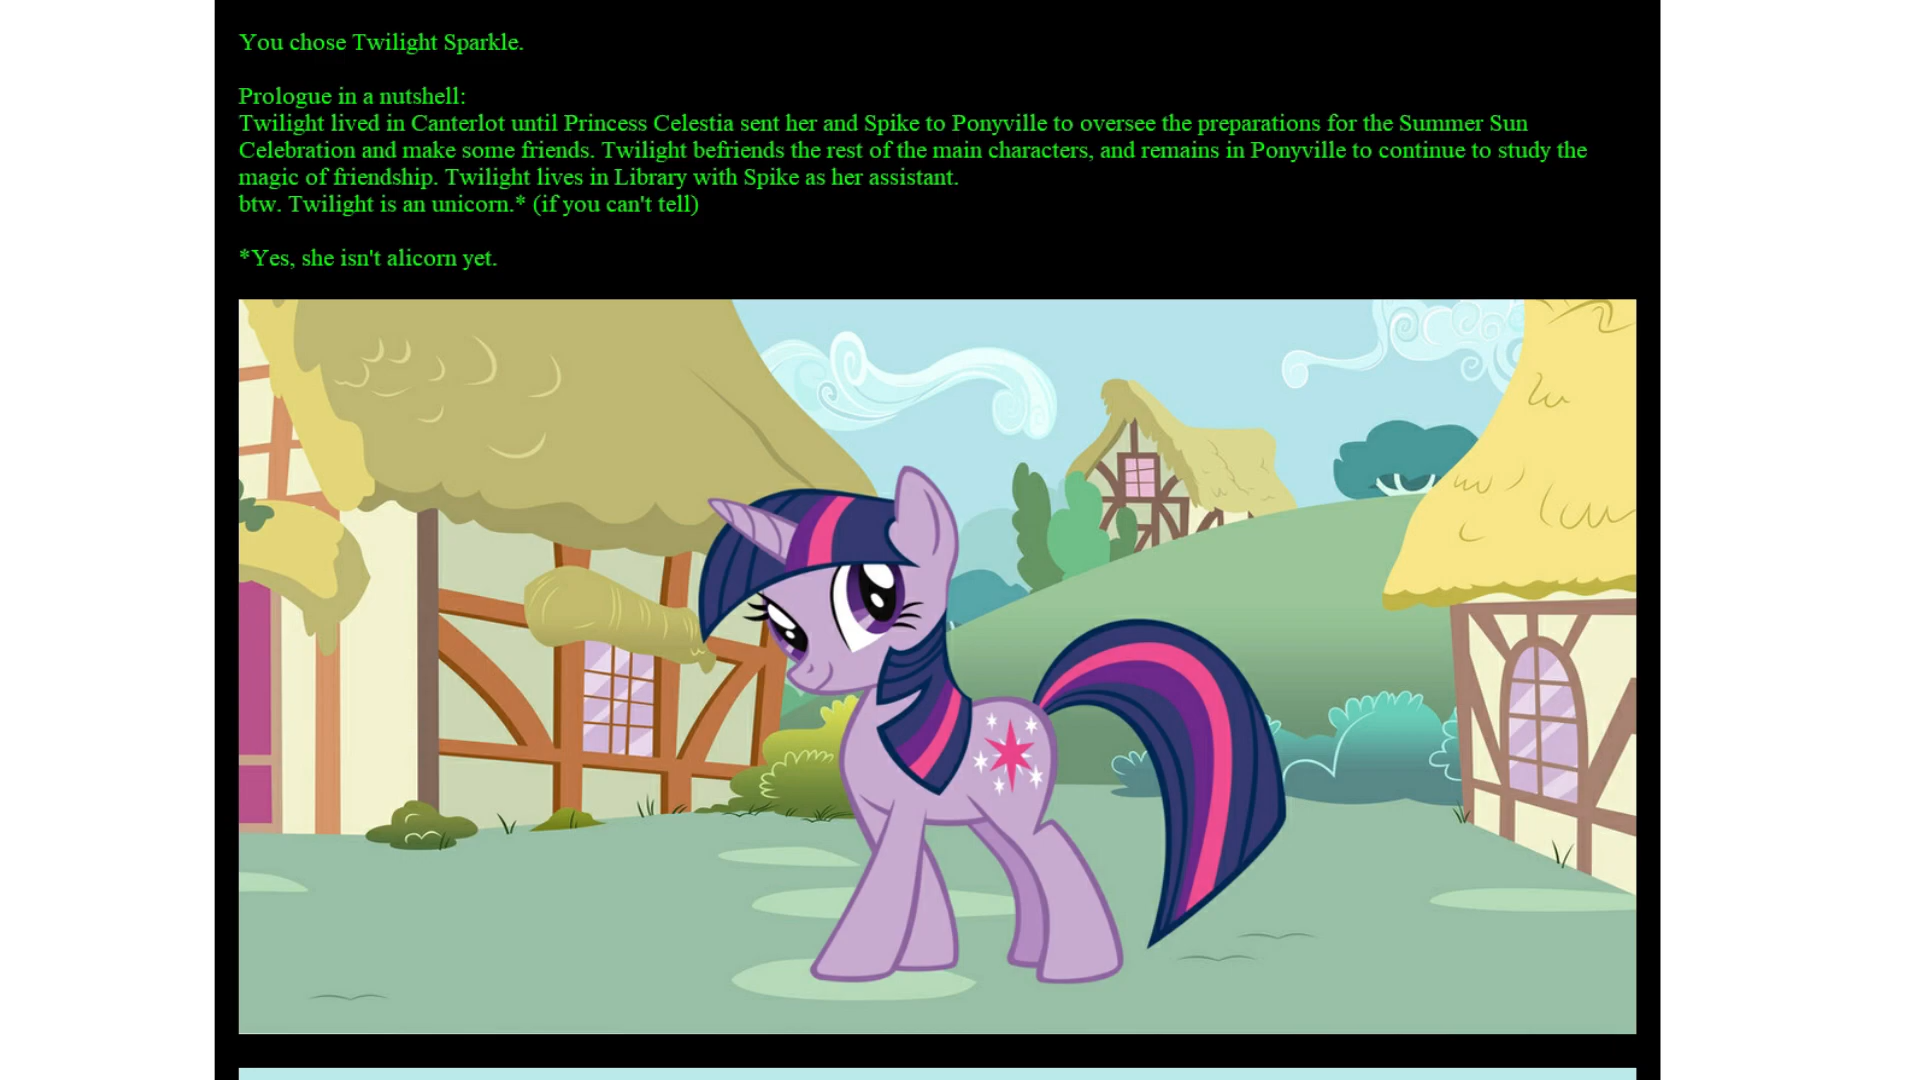 You chose Twilight Sparkle.
Prologue in a nutshell:
Twilight lived in Canterlot until Princess Celestia sent her and Spike to Ponyville to oversee the preparations for the Summer Sun
Celebration and make some friends. Twilight befriends the rest of the main characters, and remains in Ponyville to continue to study the
magic of friendship. Twilight lives in Library with Spike as her assistant.
btw. Twilight is an unicorn.* (if you can't tell)
*Yes, she isn't alicorn yet.